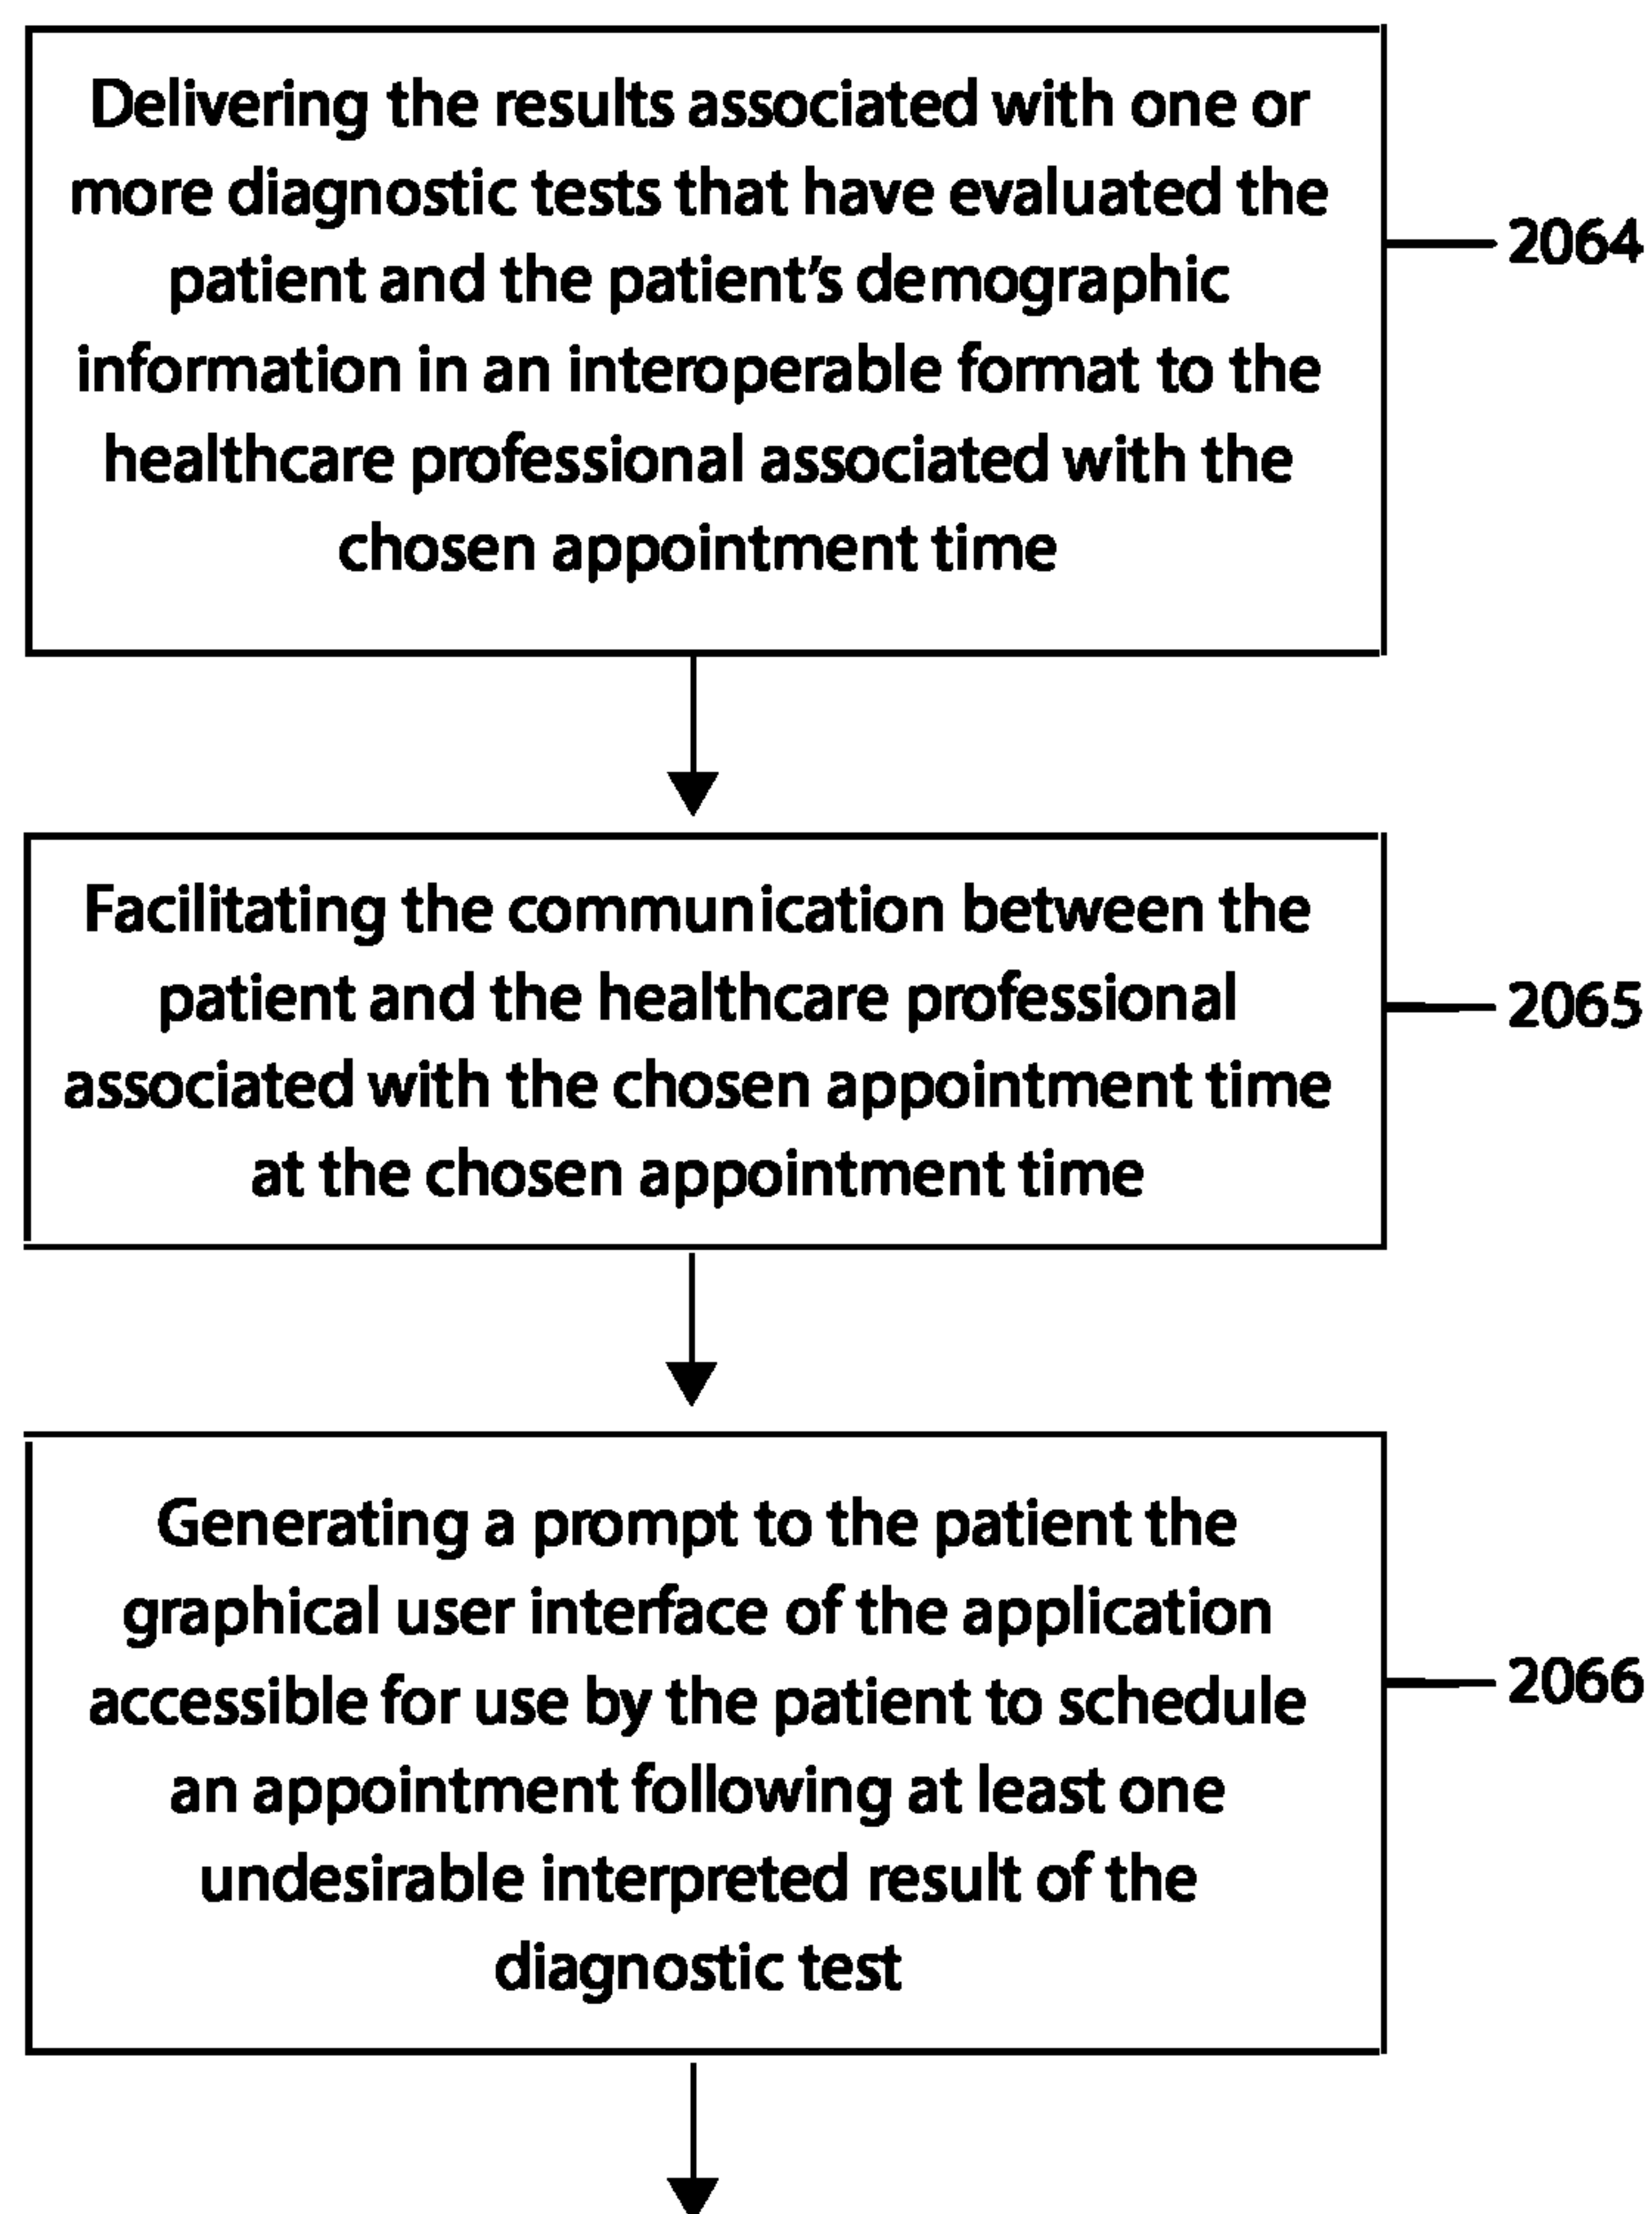 Delivering the results associated with one or
more diagnostic tests that have evaluated the
patient and the patient's demographic
information in an interoperable format to the
healthcare professional associated with the
chosen appointment time
2064
Facilitating the communication between the
patient and the healthcare professional
associated with the chosen appointment time
at the chosen appointment time
2065
Generating a prompt to the patient the
graphical user interface of the application
accessible for use by the patient to schedule
an appointment following at least one
undesirable interpreted result of the
diagnostic test
2066